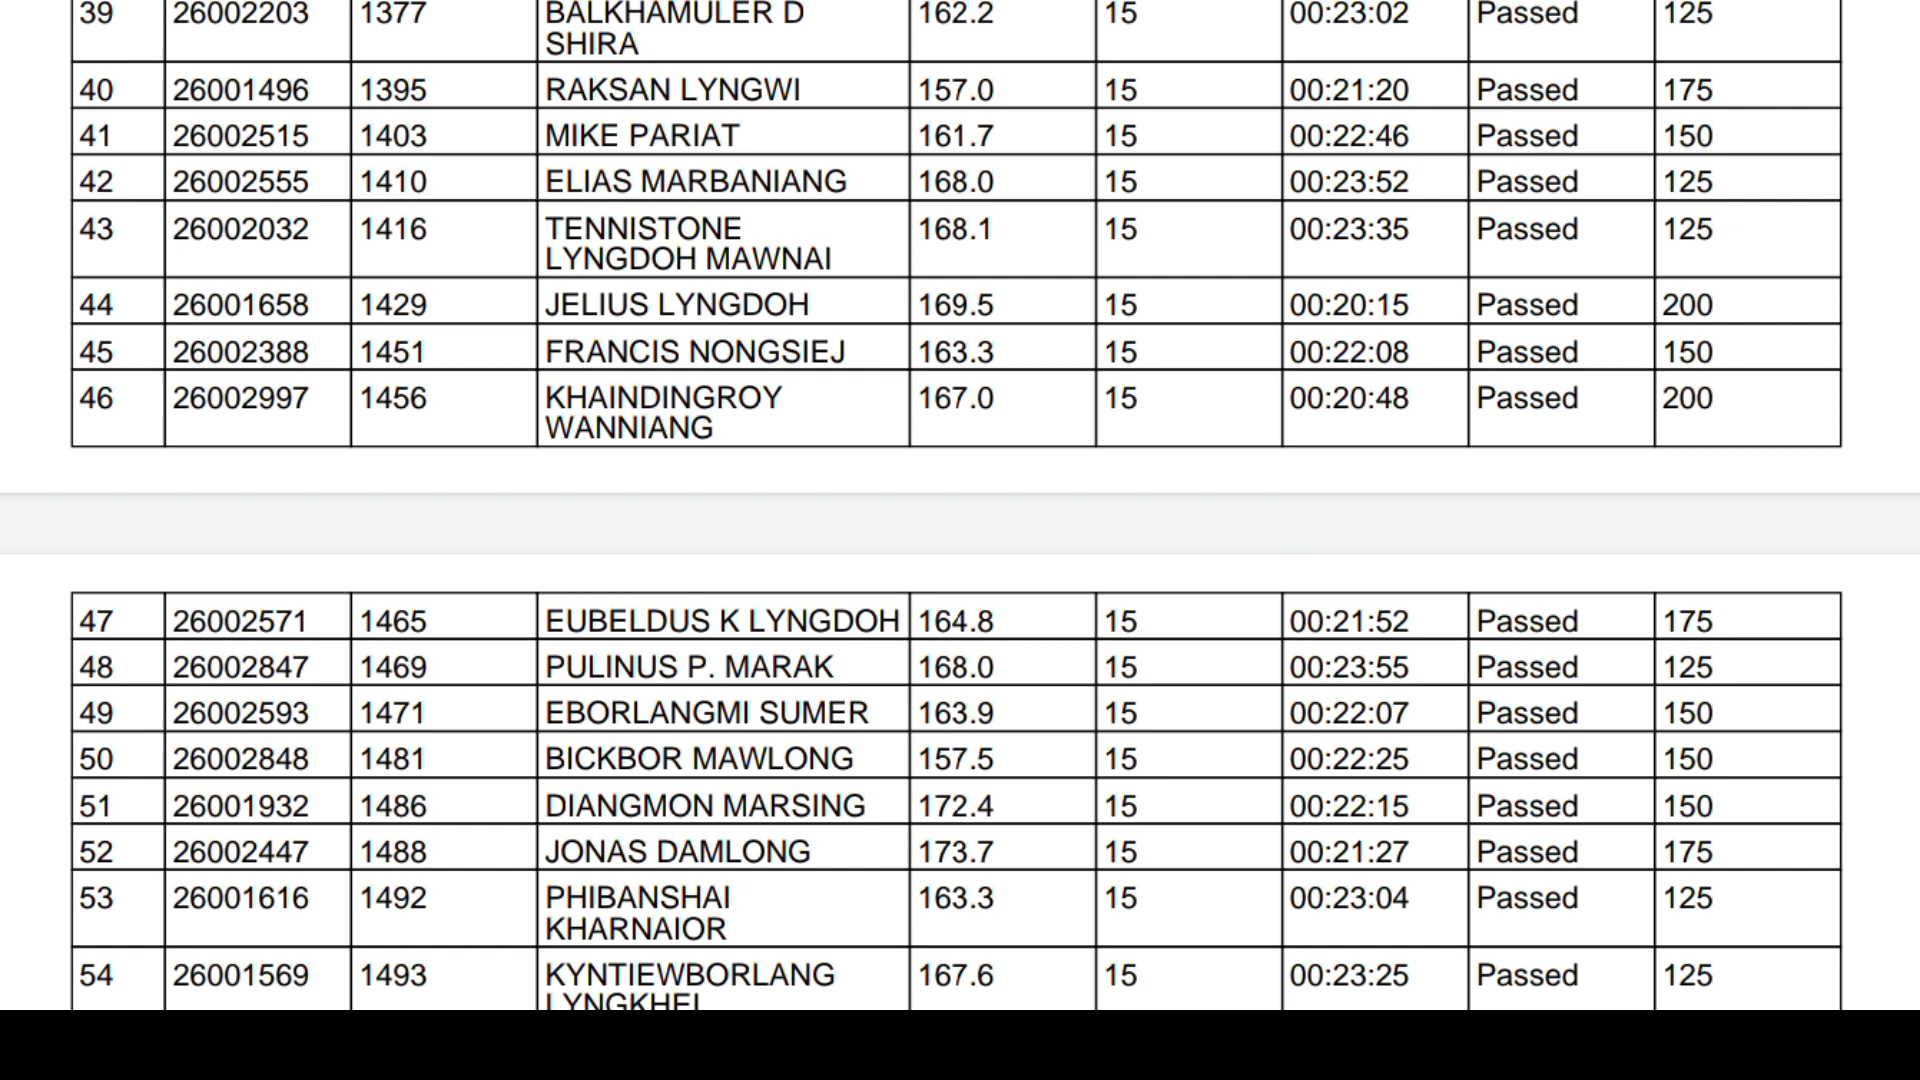 39 26002203 1377 BALKHAMULER D 162.2 15 00:23:02 Passed 125
SHIRA
40 26001496 1395 RAKSAN LYNGWI 157.0 15 00:21:20 Passed 175
41 26002515 1403 MIKE PARIAT 161.7 15 00:22:46 Passed 150
42 26002555 1410 ELIAS MARBANIANG 168.0 15 00:23:52 Passed 125
43 26002032 1416 TENNISTONE 168.1 15 00:23:35 Passed 125
LYNGDOH MAWNAI
44 26001658 1429 JELIUS LYNGDOH 169.5 15 00:20:15 Passed 200
45 26002388 1451 FRANCIS NONGSIEJ 163.3 15 00:22:08 Passed 150
46 26002997 1456 KHAINDINGROY 167.0 15 00:20:48 Passed 200
WANNIANG
47 26002571 1465 EUBELDUS K LYNGDOH 164.8 15 00:21:52 Passed 175
48 26002847 1469 PULINUS P. MARAK 168.0 15 00:23:55 Passed 125
49 26002593 1471 EBORLANGMI SUMER 163.9 15 00:22:07 Passed 150
50 26002848 1481 BICKBOR MAWLONG 157.5 15 00:22:25 Passed 150
51 26001932 1486 DIANGMON MARSING 172.4 15 00:22:15 Passed 150
52 26002447 1488 JONAS DAMLONG 173.7 15 00:21:27 Passed 175
53 26001616 1492 PHIBANSHAI 163.3 15 00:23:04 Passed 125
KHARNAIOR
54 26001569 1493 KYNTIEWBORLANG 167.6 15 00:23:25 Passed 125